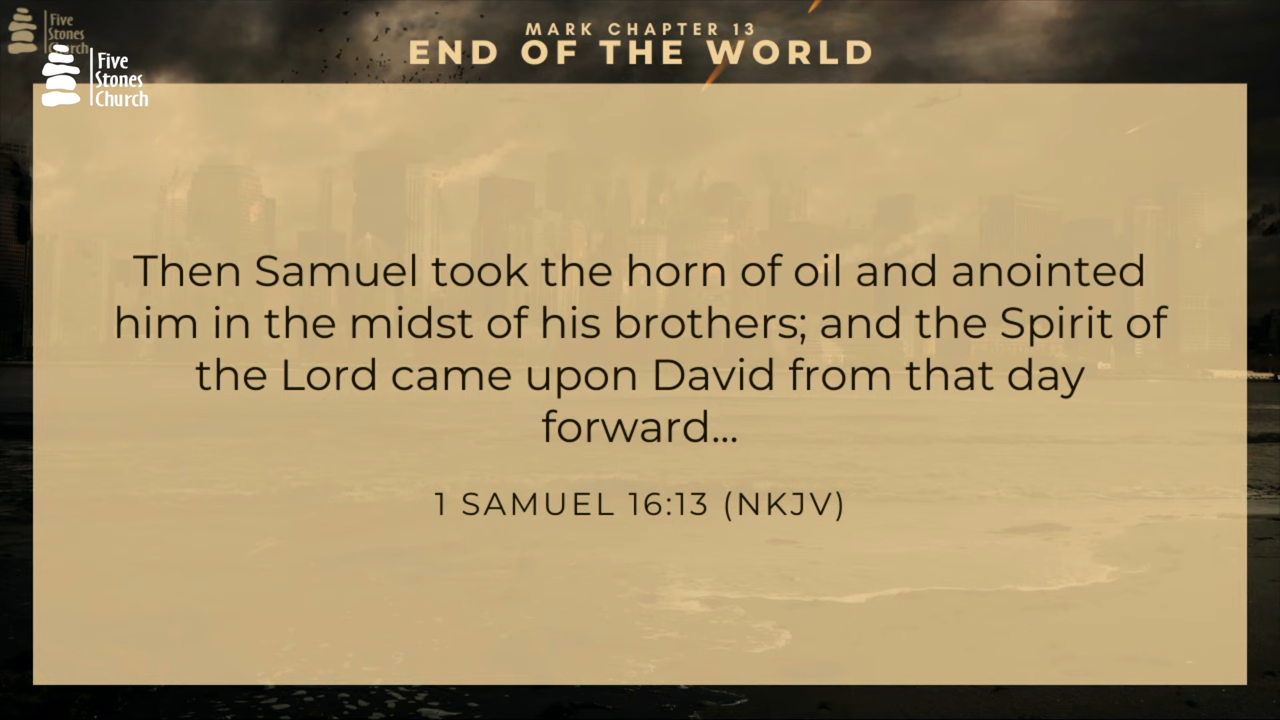 Five
Stones
Church
Five
Stones
Church
MARK CHAPTER 13
END OF THE WORLD
Then Samuel took the horn of oil and anointed
him in the midst of his brothers; and the Spirit of
the Lord came upon David from that day
forward...
1 SAMUEL 16:13 (NKJV)